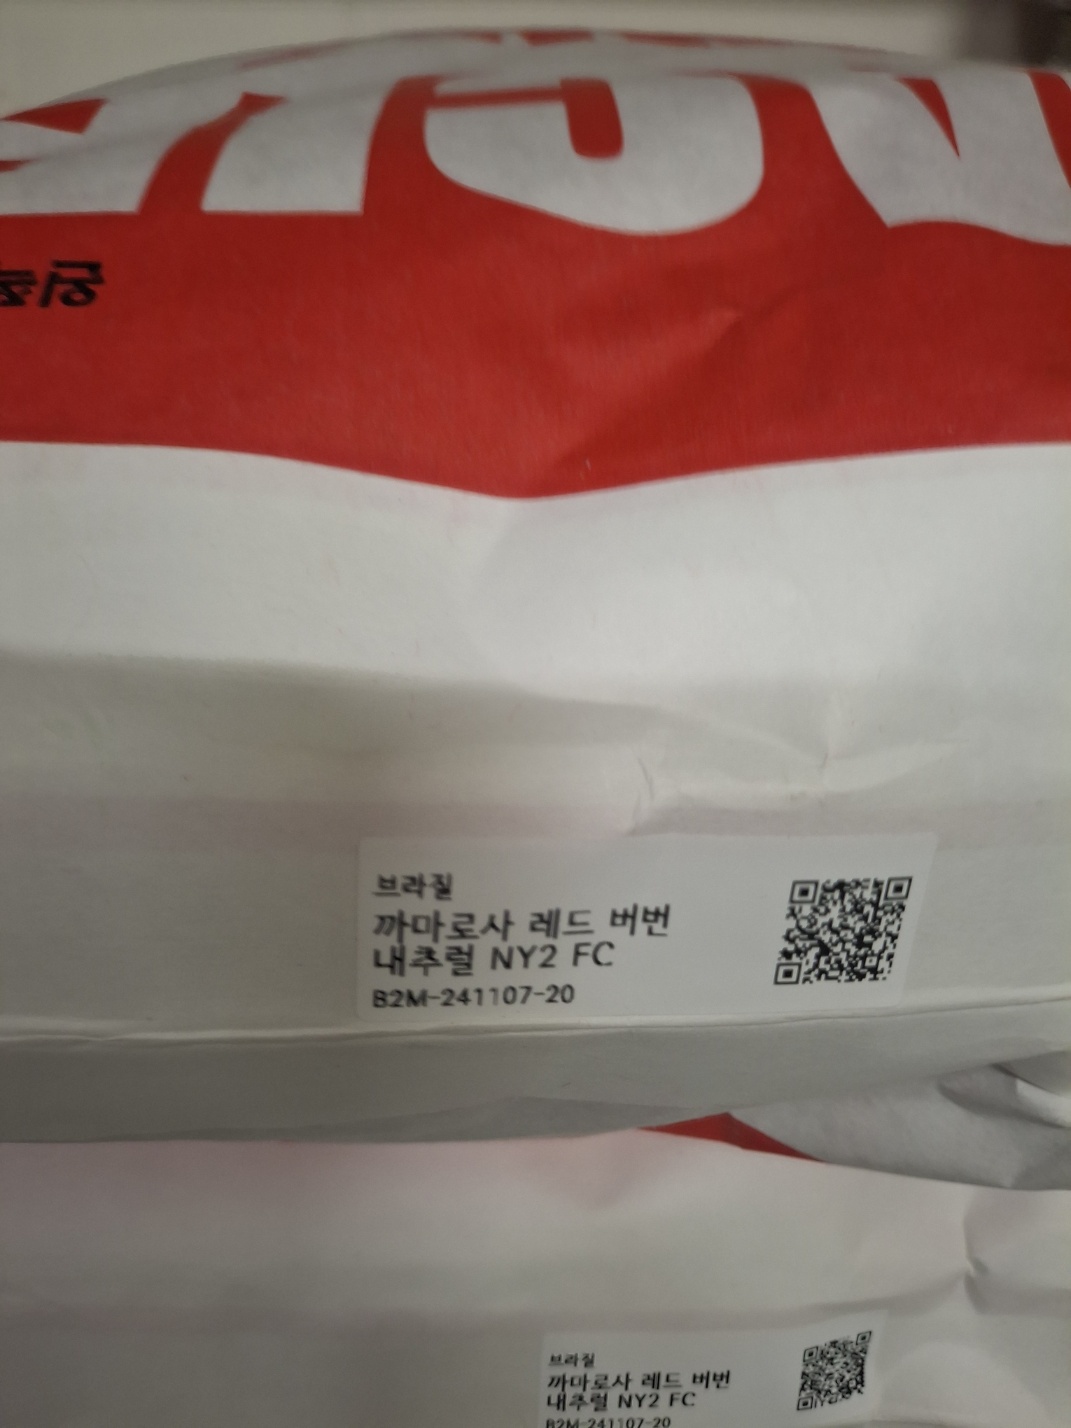 브라질
까마로사 레드 버번
내추럴 NY2 FC
B2M-241107-20
브라질
까마로사 레드 버번
내추럴 NY2 FC
B2M-241107-20